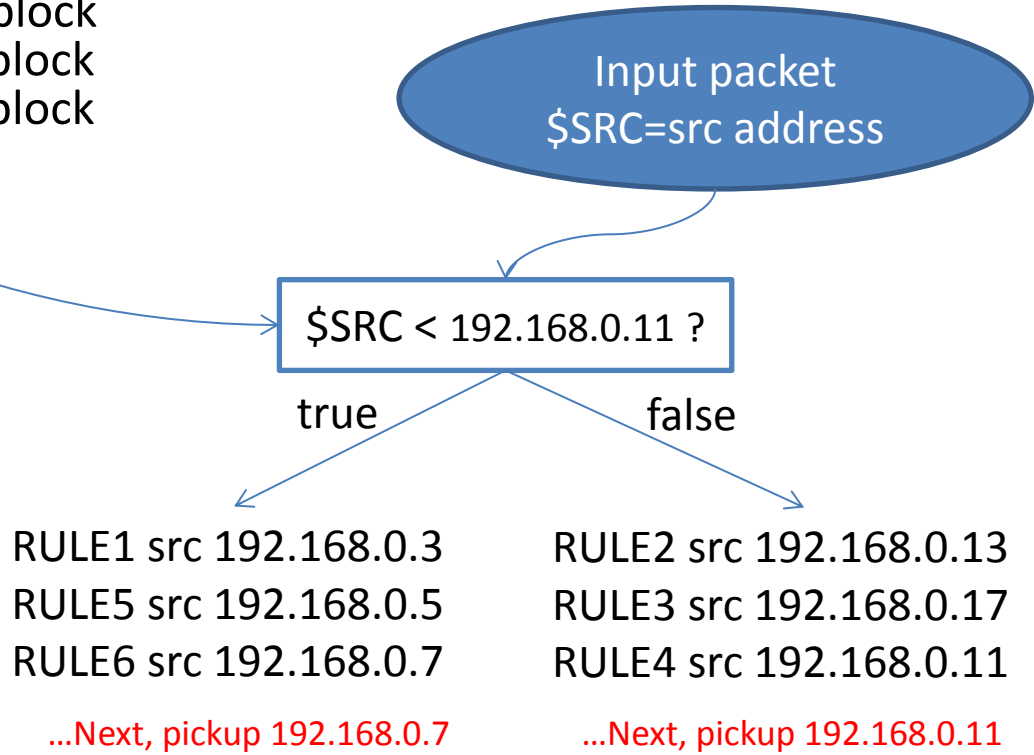 block
block
block
Input packet
$SRC=src address
$SRC < 192.168.0.11 ?
true
false
RULE1 src 192.168.0.3
RULE5 src 192.168.0.5
RULE6 src 192.168.0.7
…Next, pickup 192.168.0.7
RULE2 src 192.168.0.13
RULE3 src 192.168.0.17
RULE4 src 192.168.0.11
…Next, pickup 192.168.0.11